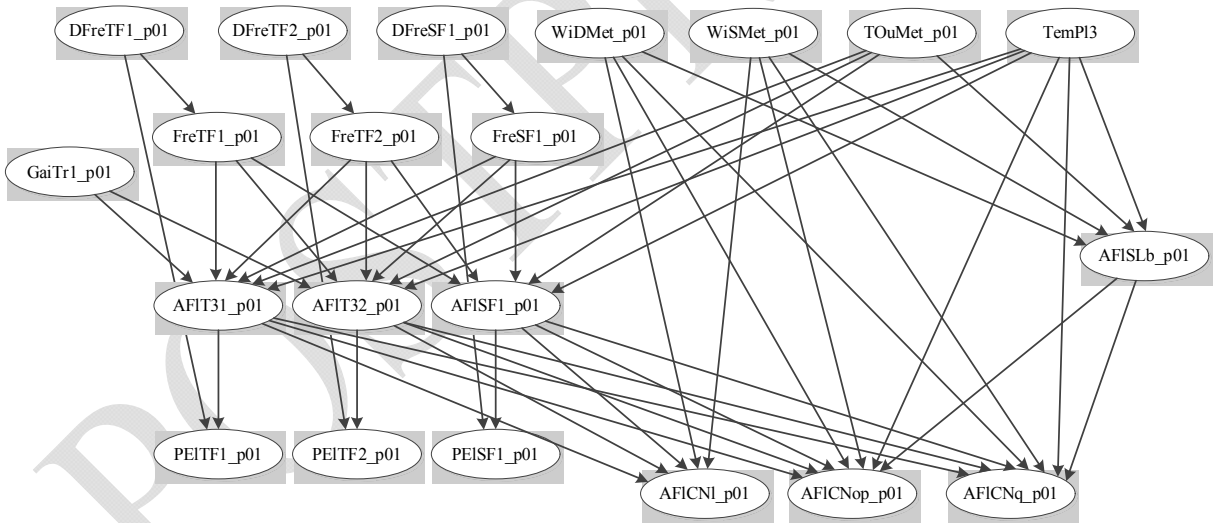 DFreTF1_p01
DFreTF2_p01
DFreSF1_p01
WiDMet_p01
WiSMet_p01
TOuMet_p01
TemPl3
FreTF1_p01
FreTF2_p01
FreSF1_p01
GaiTr1_p01
AFlSLb_p01
AFlT31_p01
AFlT32_p01
AFlSF1_p01
PElTF1_p01
PElTF2_p01
PElSF1_p01
AFlCNl_p01
AFlCNop_p01
AFlCNq_p01